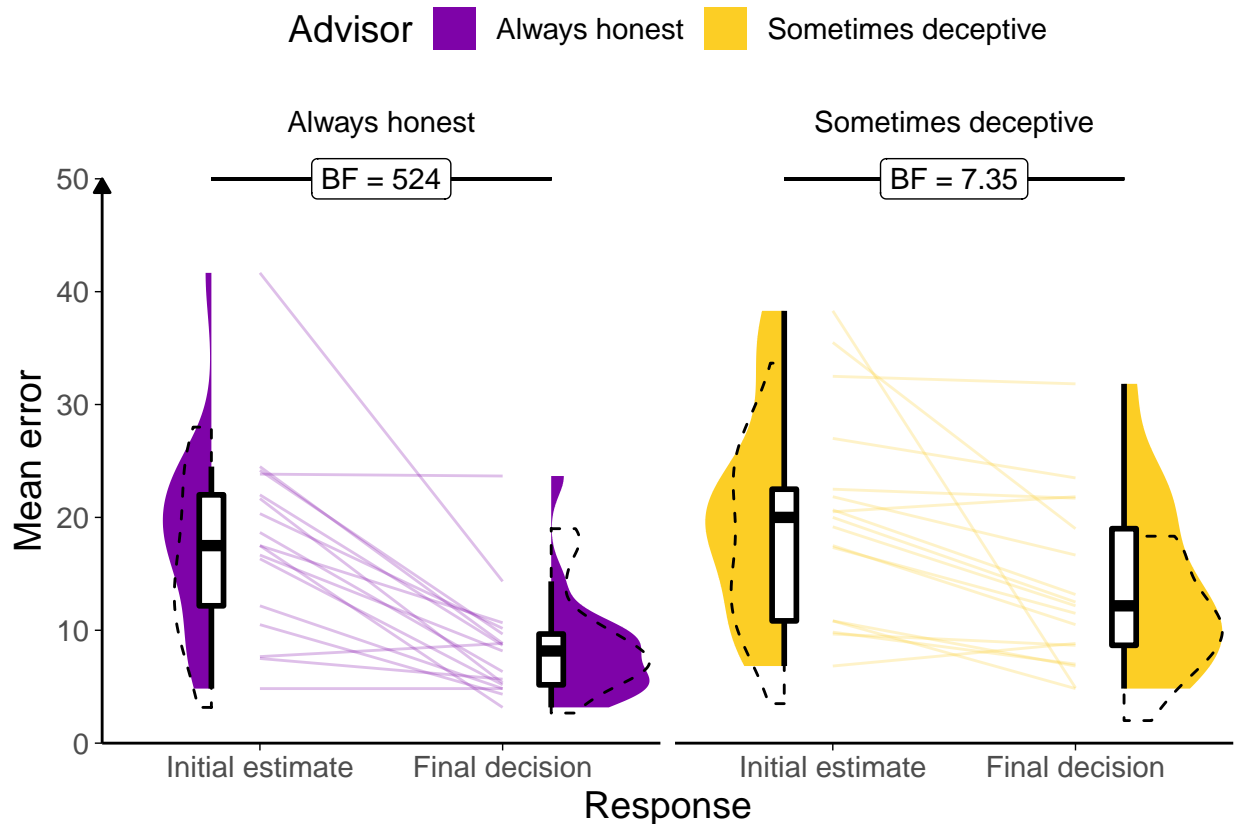 Advisor Always honest Sometimes deceptive
Always honest Sometimes deceptive
BF = 524 BF = 7.35
50
40
30
20
10
0
Mean error
Initial estimate Final decision Initial estimate Final decision
Response